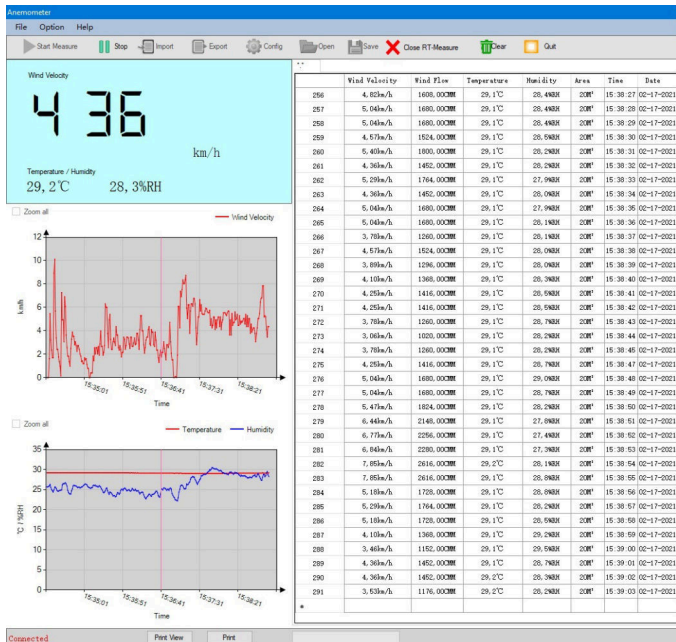 Anemometer
File Option Help
Start Measure Stop Import Export Config Open Save Close RT-Measure Clear Quit
Wind Velocity
4 36
km/h
Temperature / Humidity
29,2℃ 28,3%RH
Zoom all
Wind Velocity
12
10
8
6
4
2
0
km/h
15:35:01 15:35:51 15:36:41 15:37:31 15:38:21
Time
Zoom all
Temperature Humidity
35
30
25
20
15
10
5
0
℃ / %RH
15:35:01 15:35:51 15:36:41 15:37:31 15:38:21
Time
Wind Velocity Wind Flow Temperature Humidity Area Time Date
256 4,82km/h 1608,00CMM 29,1℃ 28,4%RH 20M² 15:38:27 02-17-2021
257 5,04km/h 1680,00CMM 29,1℃ 28,4%RH 20M² 15:38:28 02-17-2021
258 5,04km/h 1680,00CMM 29,1℃ 28,4%RH 20M² 15:38:29 02-17-2021
259 4,57km/h 1524,00CMM 29,1℃ 28,5%RH 20M² 15:38:30 02-17-2021
260 5,40km/h 1800,00CMM 29,1℃ 28,2%RH 20M² 15:38:31 02-17-2021
261 4,36km/h 1452,00CMM 29,1℃ 28,2%RH 20M² 15:38:32 02-17-2021
262 5,29km/h 1764,00CMM 29,1℃ 27,9%RH 20M² 15:38:33 02-17-2021
263 4,36km/h 1452,00CMM 29,1℃ 28,0%RH 20M² 15:38:34 02-17-2021
264 5,04km/h 1680,00CMM 29,1℃ 27,9%RH 20M² 15:38:35 02-17-2021
265 5,04km/h 1680,00CMM 29,1℃ 28,1%RH 20M² 15:38:36 02-17-2021
266 3,78km/h 1260,00CMM 29,1℃ 28,1%RH 20M² 15:38:37 02-17-2021
267 4,57km/h 1524,00CMM 29,1℃ 28,0%RH 20M² 15:38:38 02-17-2021
268 3,89km/h 1296,00CMM 29,1℃ 28,0%RH 20M² 15:38:39 02-17-2021
269 4,10km/h 1368,00CMM 29,1℃ 28,3%RH 20M² 15:38:40 02-17-2021
270 4,25km/h 1416,00CMM 29,1℃ 28,5%RH 20M² 15:38:41 02-17-2021
271 4,25km/h 1416,00CMM 29,1℃ 28,5%RH 20M² 15:38:42 02-17-2021
272 3,78km/h 1260,00CMM 29,1℃ 28,7%RH 20M² 15:38:43 02-17-2021
273 3,06km/h 1020,00CMM 29,1℃ 28,2%RH 20M² 15:38:44 02-17-2021
274 3,78km/h 1260,00CMM 29,1℃ 28,2%RH 20M² 15:38:45 02-17-2021
275 4,25km/h 1416,00CMM 29,1℃ 28,7%RH 20M² 15:38:47 02-17-2021
276 5,04km/h 1680,00CMM 29,1℃ 29,0%RH 20M² 15:38:48 02-17-2021
277 5,04km/h 1680,00CMM 29,1℃ 28,7%RH 20M² 15:38:49 02-17-2021
278 5,47km/h 1824,00CMM 29,1℃ 28,2%RH 20M² 15:38:50 02-17-2021
279 6,44km/h 2148,00CMM 29,1℃ 27,8%RH 20M² 15:38:51 02-17-2021
280 6,77km/h 2256,00CMM 29,1℃ 27,4%RH 20M² 15:38:52 02-17-2021
281 6,84km/h 2280,00CMM 29,1℃ 27,3%RH 20M² 15:38:53 02-17-2021
282 7,85km/h 2616,00CMM 29,2℃ 28,1%RH 20M² 15:38:54 02-17-2021
283 7,85km/h 2616,00CMM 29,1℃ 28,8%RH 20M² 15:38:55 02-17-2021
284 5,18km/h 1728,00CMM 29,1℃ 28,8%RH 20M² 15:38:56 02-17-2021
285 5,29km/h 1764,00CMM 29,1℃ 28,2%RH 20M² 15:38:57 02-17-2021
286 5,18km/h 1728,00CMM 29,1℃ 28,5%RH 20M² 15:38:58 02-17-2021
287 4,10km/h 1368,00CMM 29,1℃ 29,2%RH 20M² 15:38:59 02-17-2021
288 3,46km/h 1152,00CMM 29,1℃ 29,5%RH 20M² 15:39:00 02-17-2021
289 4,36km/h 1452,00CMM 29,1℃ 28,9%RH 20M² 15:39:01 02-17-2021
290 4,36km/h 1452,00CMM 29,2℃ 28,3%RH 20M² 15:39:02 02-17-2021
291 3,53km/h 1176,00CMM 29,2℃ 28,2%RH 20M² 15:39:03 02-17-2021
*
Connected Print View Print